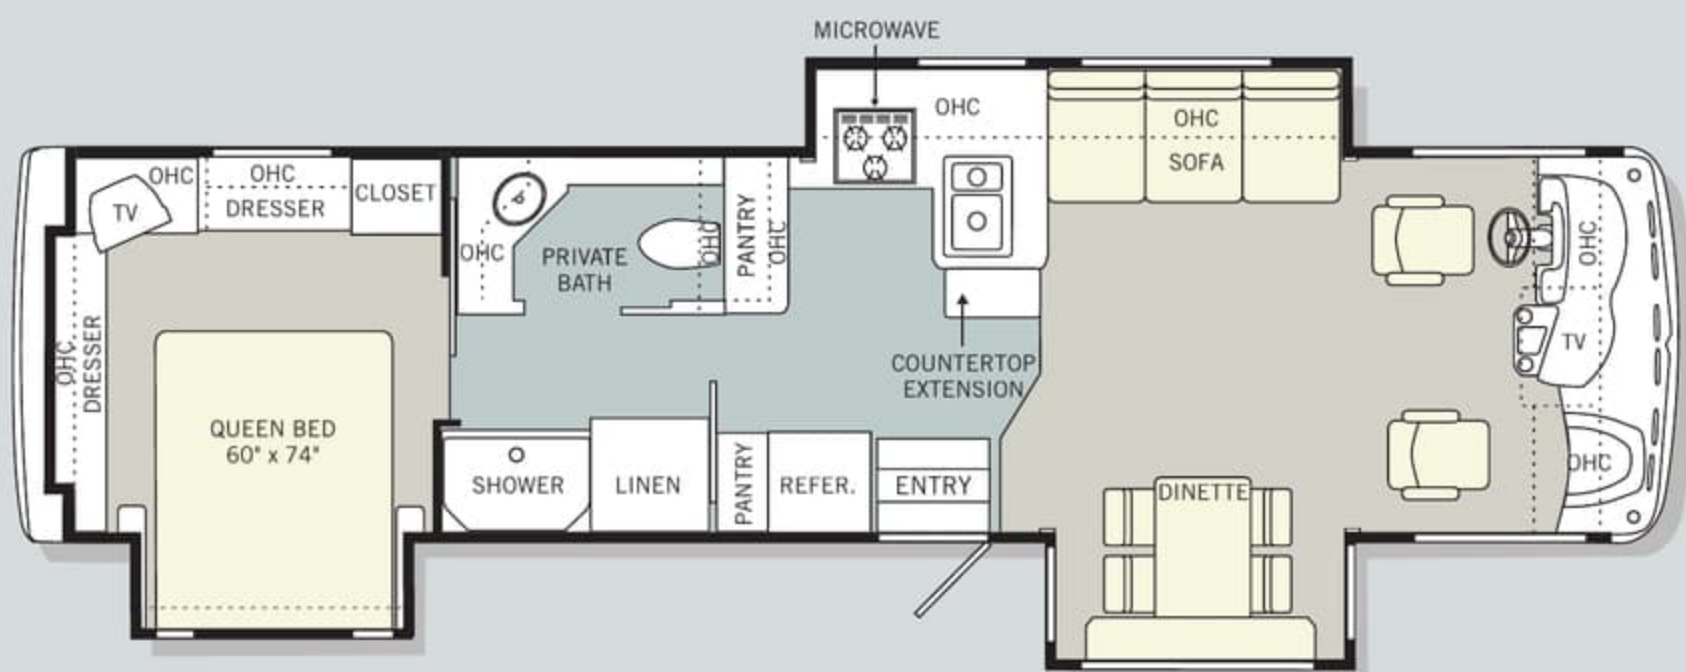 MICROWAVE
OHC
OHC
SOFA
OHC
TV
OHC
DRESSER
CLOSET
OHC
DRESSER
QUEEN BED
60" x 74"
OHC
PRIVATE
BATH
OHC
PANTRY
OHC
COUNTERTOP
EXTENSION
SHOWER
LINEN
PANTRY
REFER.
ENTRY
DINETTE
OHC
TV
OHC